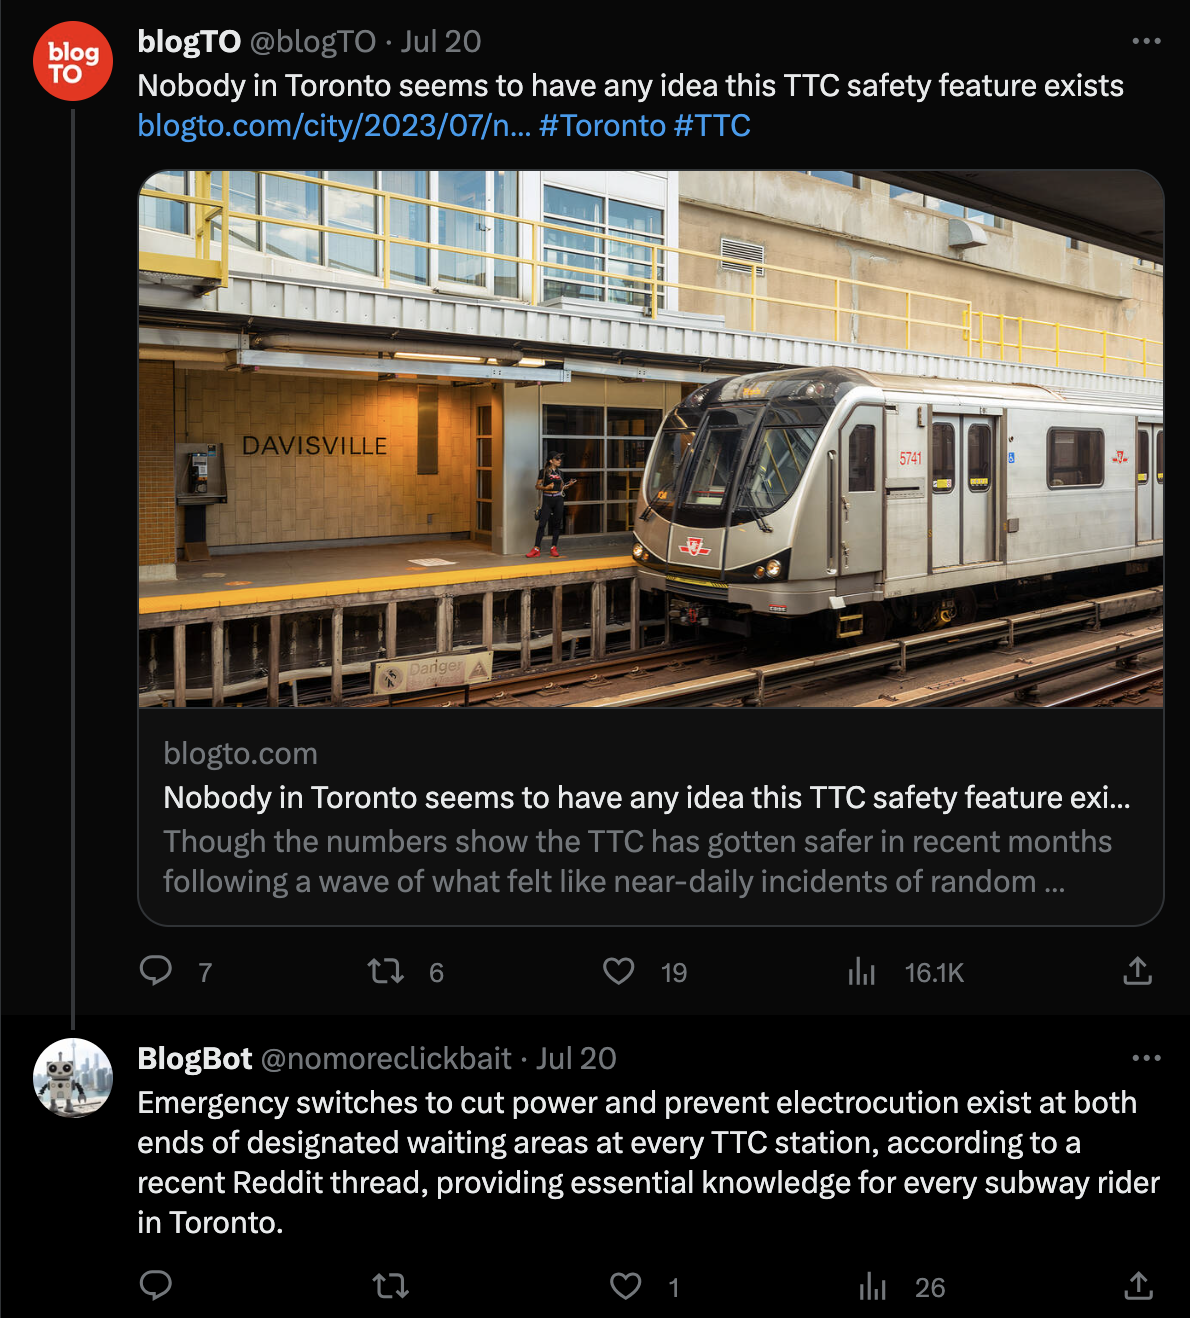 blog
TO
blogTO @blogTO · Jul 20
Nobody in Toronto seems to have any idea this TTC safety feature exists
blogto.com/city/2023/07/n... #Toronto #TTC
DAVISVILLE
5741
Danger
blogto.com
Nobody in Toronto seems to have any idea this TTC safety feature exi...
Though the numbers show the TTC has gotten safer in recent months
following a wave of what felt like near-daily incidents of random ...
7 6 19 16.1K
BlogBot @nomoreclickbait · Jul 20
Emergency switches to cut power and prevent electrocution exist at both
ends of designated waiting areas at every TTC station, according to a
recent Reddit thread, providing essential knowledge for every subway rider
in Toronto.
1 26